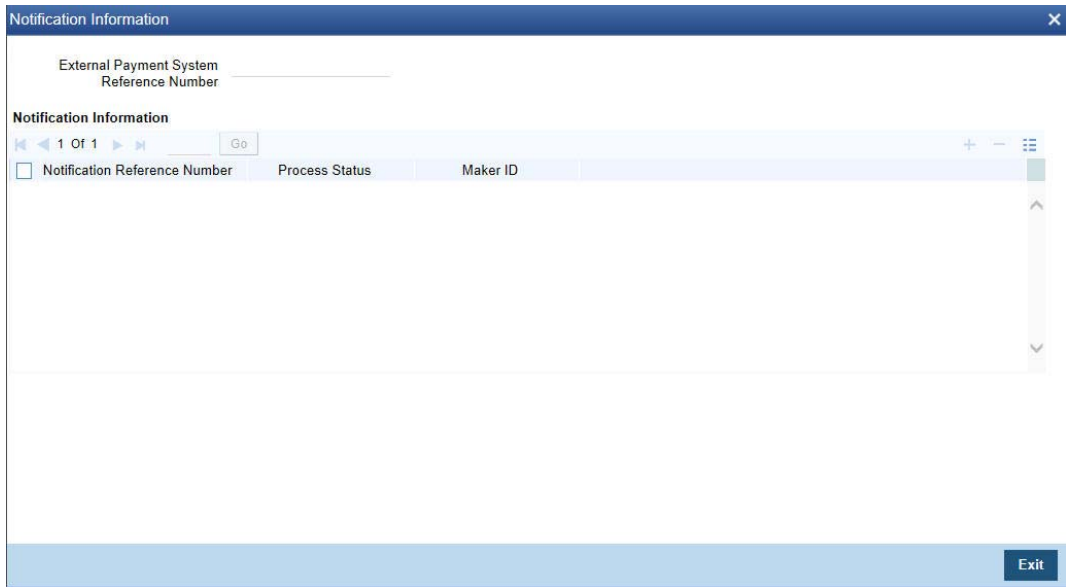 Notification Information
External Payment System
Reference Number
Notification Information
1 Of 1 Go
Notification Reference Number Process Status Maker ID
Exit